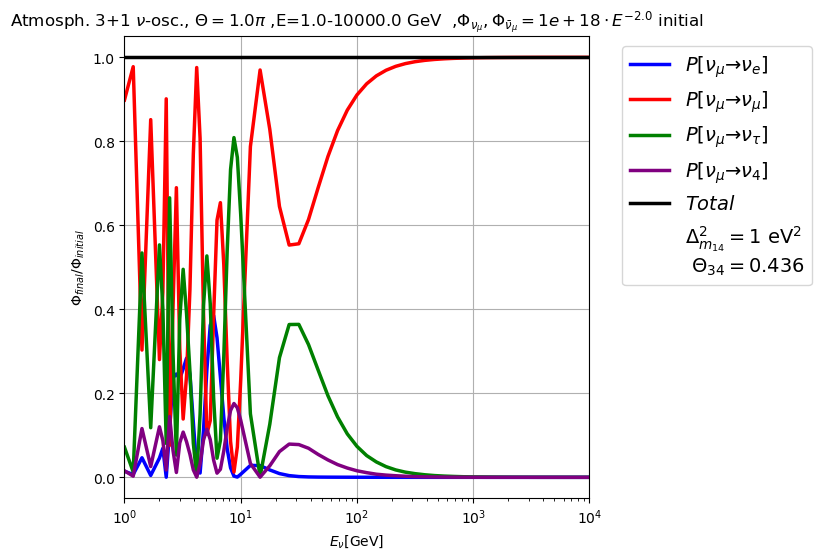 Atmosph. 3+1 ν-osc., Θ = 1.0π ,E=1.0-10000.0 GeV ,Φ_{ν_μ}, Φ_{ν̄_μ} = 1e + 18 · E^{−2.0} initial
Φ_{final}/Φ_{initial}
1.0
0.8
0.6
0.4
0.2
0.0
10^0
10^1
10^2
10^3
10^4
E_ν[GeV]
P[ν_μ→ν_e]
P[ν_μ→ν_μ]
P[ν_μ→ν_τ]
P[ν_μ→ν_4]
Total
Δ^2_{m_{14}} = 1 eV^2
Θ_{34} = 0.436